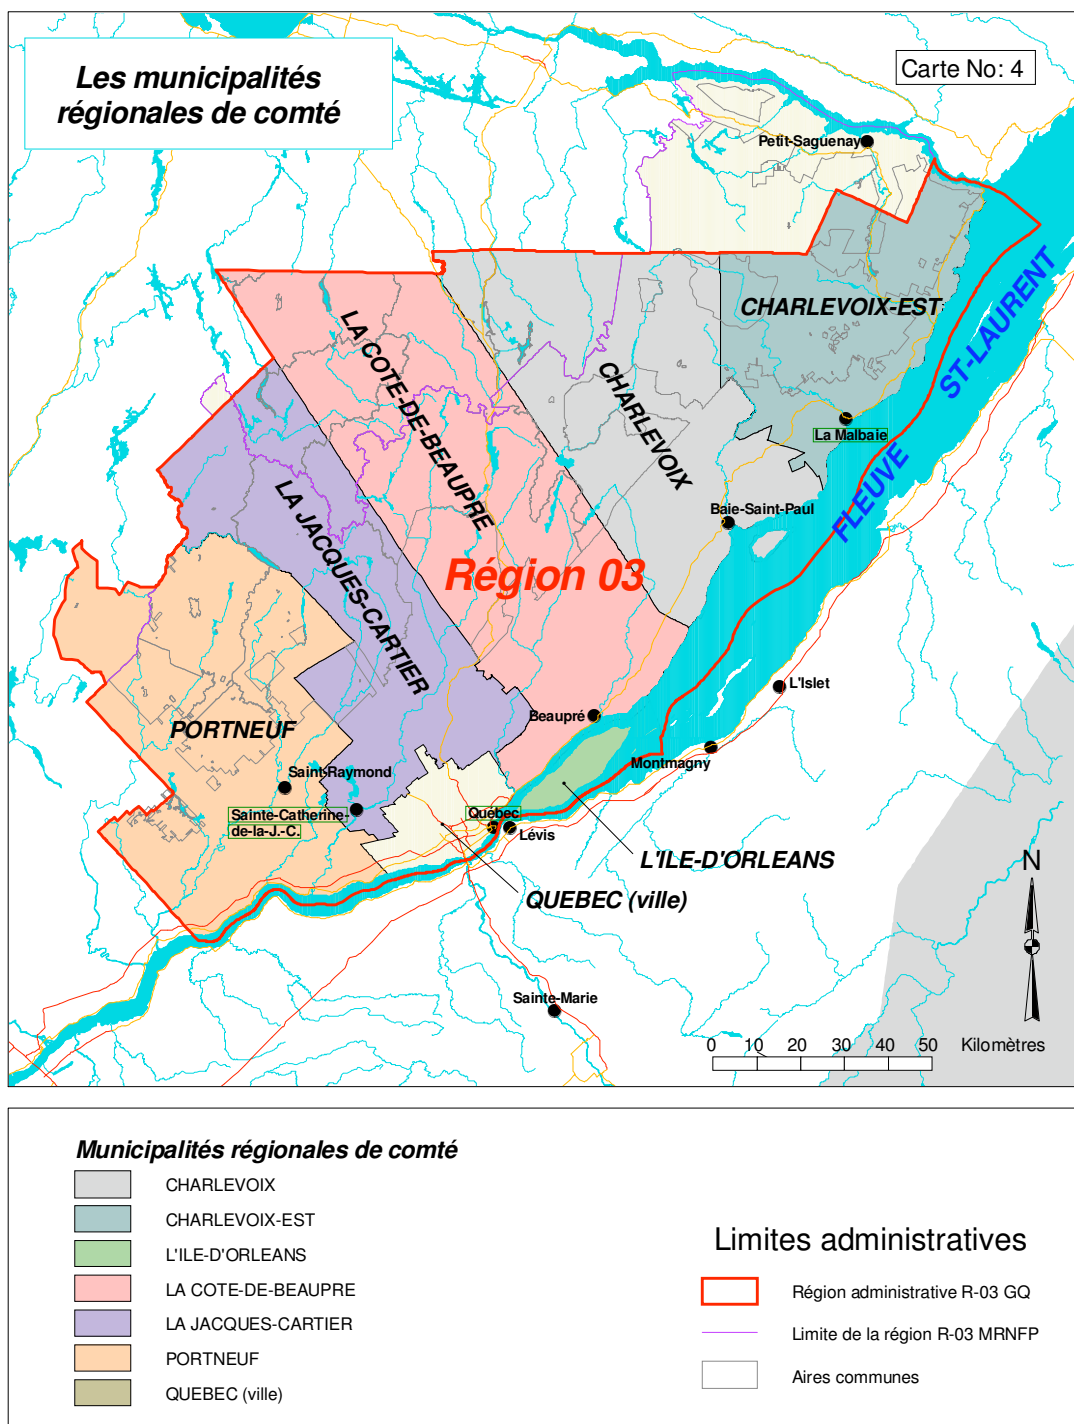 Les municipalités
régionales de comté
Carte No: 4
Petit-Saguenay
CHARLEVOIX-EST
ST-LAURENT
LA COTE-DE-BEAUPRE
CHARLEVOIX
La Malbaie
FLEUVE
Baie-Saint-Paul
LA JACQUES-CARTIER
Région 03
L'Islet
Beaupré
PORTNEUF
Montmagny
Saint-Raymond
Sainte-Catherine-
de-la-J.-C.
Québec
Lévis
L'ILE-D'ORLEANS
N
QUEBEC (ville)
Sainte-Marie
0 10 20 30 40 50 Kilomètres
Municipalités régionales de comté
CHARLEVOIX
CHARLEVOIX-EST
L'ILE-D'ORLEANS
LA COTE-DE-BEAUPRE
LA JACQUES-CARTIER
PORTNEUF
QUEBEC (ville)
Limites administratives
Région administrative R-03 GQ
Limite de la région R-03 MRNFP
Aires communes